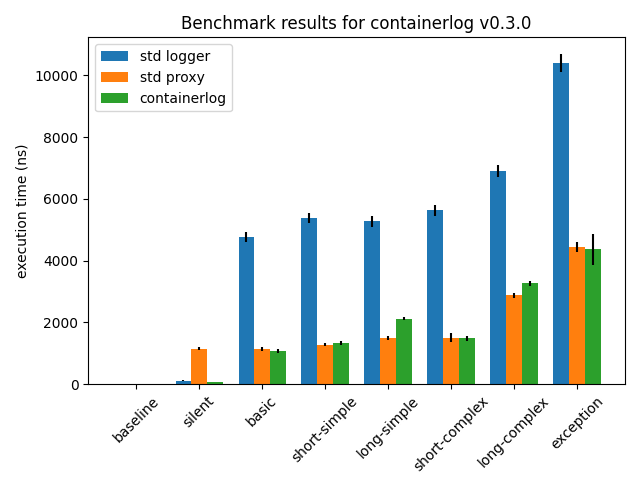 Benchmark results for containerlog v0.3.0
std logger
std proxy
containerlog
execution time (ns)
10000
8000
6000
4000
2000
0
baseline
silent
basic
short-simple
long-simple
short-complex
long-complex
exception